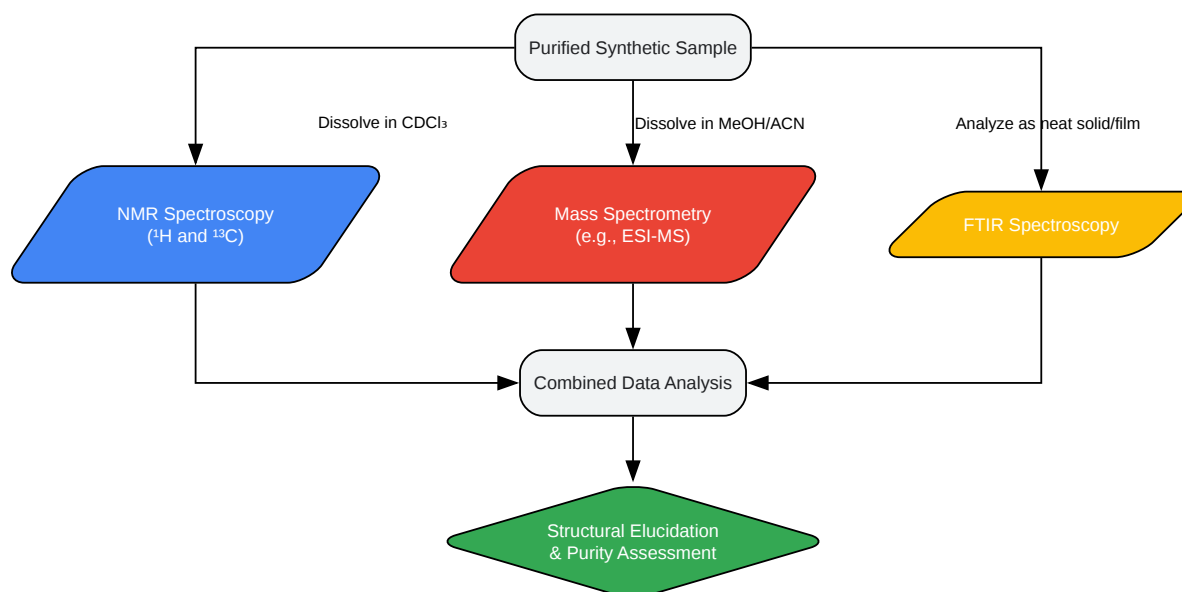 Purified Synthetic Sample
Dissolve in CDCl₃
Dissolve in MeOH/ACN
Analyze as neat solid/film
NMR Spectroscopy
(¹H and ¹³C)
Mass Spectrometry
(e.g., ESI-MS)
FTIR Spectroscopy
Combined Data Analysis
Structural Elucidation
& Purity Assessment